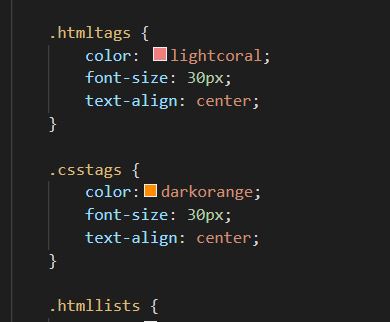 .htmltags {
color: lightcoral;
font-size: 30px;
text-align: center;
}
.csstags {
color: darkorange;
font-size: 30px;
text-align: center;
}
.htmllists {